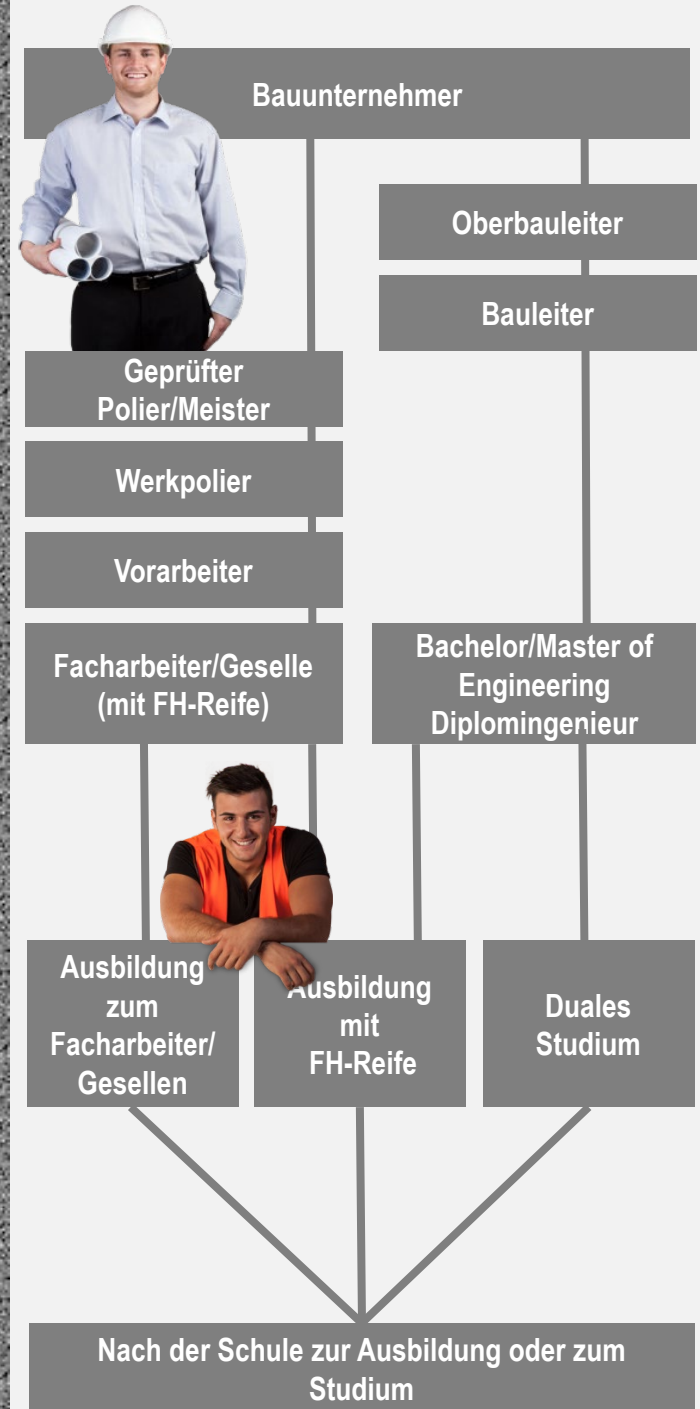 Bauunternehmer
Oberbauleiter
Bauleiter
Geprüfter
Polier/Meister
Werkpolier
Vorarbeiter
Facharbeiter/Geselle
(mit FH-Reife)
Bachelor/Master of
Engineering
Diplomingenieur
Ausbildung
zum
Facharbeiter/
Gesellen
Ausbildung
mit
FH-Reife
Duales
Studium
Nach der Schule zur Ausbildung oder zum
Studium